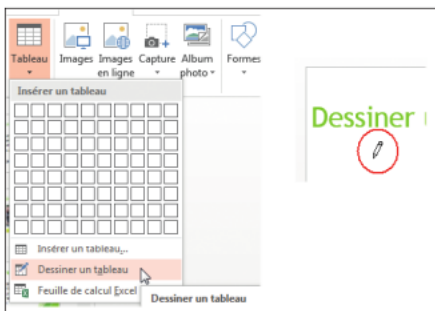 Tableau Images Images Capture Album Formes
en ligne photo
Insérer un tableau
Insérer un tableau...
Dessiner un tableau
Feuille de calcul Excel
Dessiner un tableau
Dessiner